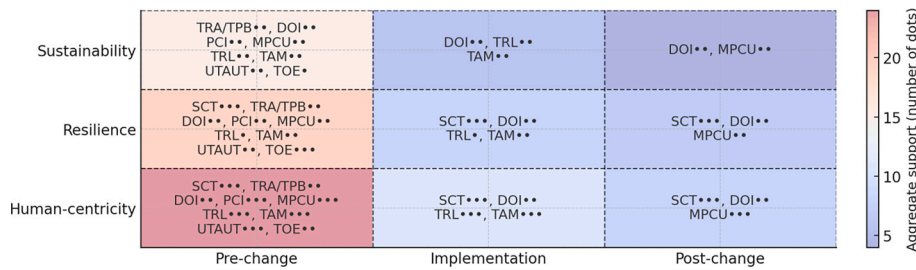 Sustainability
TRA/TPB••, DOI••
PCI••, MPCU••
TRL••, TAM••
UTAUT••, TOE•
DOI••, TRL••
TAM••
DOI••, MPCU••
Resilience
SCT•••, TRA/TPB••
DOI••, PCI••, MPCU••
TRL•, TAM••
UTAUT••, TOE•••
SCT•••, DOI••
TRL•, TAM••
SCT•••, DOI••
MPCU••
Human-centricity
SCT•••, TRA/TPB••
DOI••, PCI•••, MPCU•••
TRL•••, TAM•••
UTAUT•••, TOE••
SCT•••, DOI••
TRL•••, TAM•••
SCT•••, DOI••
MPCU•••
Pre-change
Implementation
Post-change
20
15
10
5
Aggregate support (number of dots)